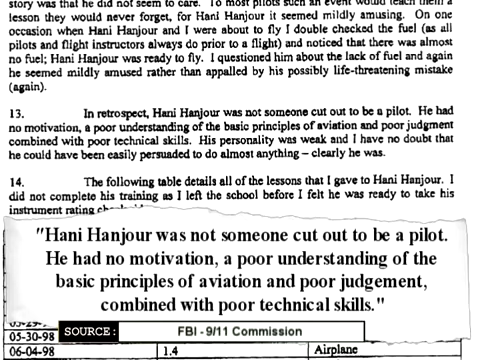 story was that he did not seem to care. To most pilots such an event would teach them a
lesson they would never forget, for Hani Hanjour it seemed mildly amusing. On one
occasion when Hani Hanjour and I were about to fly I double checked the fuel (as all
pilots and flight instructors always do prior to a flight) and noticed that there was almost
no fuel; Hani Hanjour was ready to fly. I questioned him about the lack of fuel and again
he seemed mildly amused rather than appalled by his possibly life-threatening mistake
(again).
13. In retrospect, Hani Hanjour was not someone cut out to be a pilot. He had
no motivation, a poor understanding of the basic principles of aviation and poor judgment
combined with poor technical skills. His personality was weak and I have no doubt that
he could have been easily persuaded to do almost anything – clearly he was.
14. The following table details all of the lessons that I gave to Hani Hanjour. I
did not complete his training as I left the school before I felt he was ready to take his
instrument rating
"Hani Hanjour was not someone cut out to be a pilot.
He had no motivation, a poor understanding of the
basic principles of aviation and poor judgement,
combined with poor technical skills."
SOURCE: FBI - 9/11 Commission
05-30-98
06-04-98 1.4 Airplane